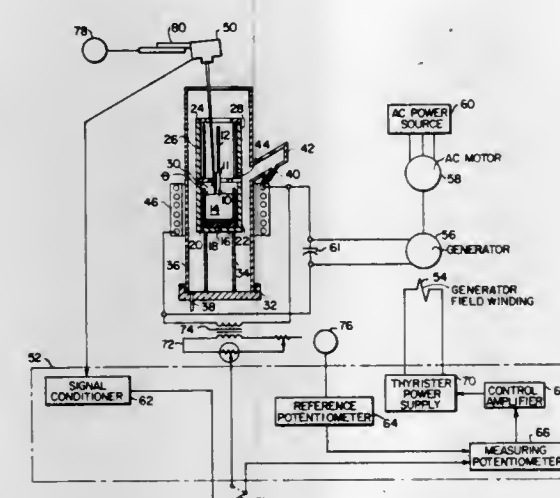 78
80
50
24
28
12
26
44
42
11
30
θ
10
40
14
46
16
18
22
20
36
34
32
38
AC POWER
SOURCE
60
AC MOTOR
58
56
GENERATOR
61
54
GENERATOR
FIELD WINDING
74
72
76
52
SIGNAL
CONDITIONER
62
REFERENCE
POTENTIOMETER
64
THYRISTER
POWER
SUPPLY
70
CONTROL
AMPLIFIER
66
MEASURING
POTENTIOMETER